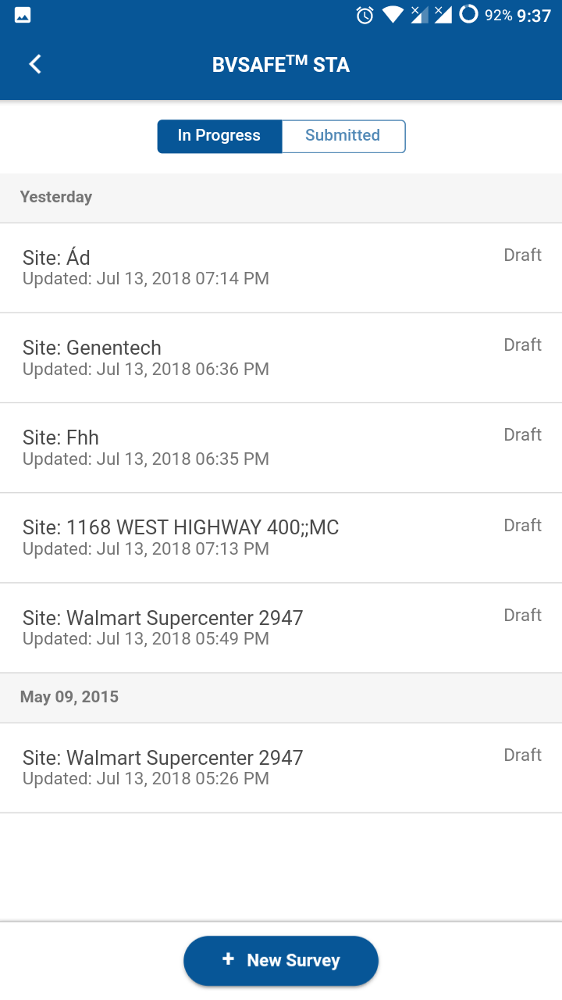 92% 9:37
BVSAFE™ STA
In Progress Submitted
Yesterday
Site: Ád Draft
Updated: Jul 13, 2018 07:14 PM
Site: Genentech Draft
Updated: Jul 13, 2018 06:36 PM
Site: Fhh Draft
Updated: Jul 13, 2018 06:35 PM
Site: 1168 WEST HIGHWAY 400;;MC Draft
Updated: Jul 13, 2018 07:13 PM
Site: Walmart Supercenter 2947 Draft
Updated: Jul 13, 2018 05:49 PM
May 09, 2015
Site: Walmart Supercenter 2947 Draft
Updated: Jul 13, 2018 05:26 PM
+ New Survey